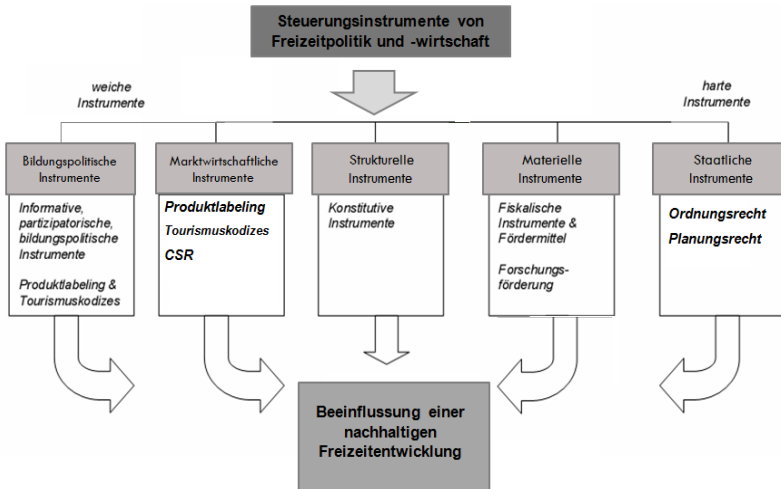 Steuerungsinstrumente von
Freizeitpolitik und -wirtschaft
weiche
Instrumente
harte
Instrumente
Bildungspolitische
Instrumente
Marktwirtschaftliche
Instrumente
Strukturelle
Instrumente
Materielle
Instrumente
Staatliche
Instrumente
Informative,
partizipatorische,
bildungspolitische
Instrumente
Produktlabeling &
Tourismuskodizes
Produktlabeling
Tourismuskodizes
CSR
Konstitutive
Instrumente
Fiskalische
Instrumente &
Fördermittel
Forschungs-
förderung
Ordnungsrecht
Planungsrecht
Beeinflussung einer
nachhaltigen
Freizeitentwicklung